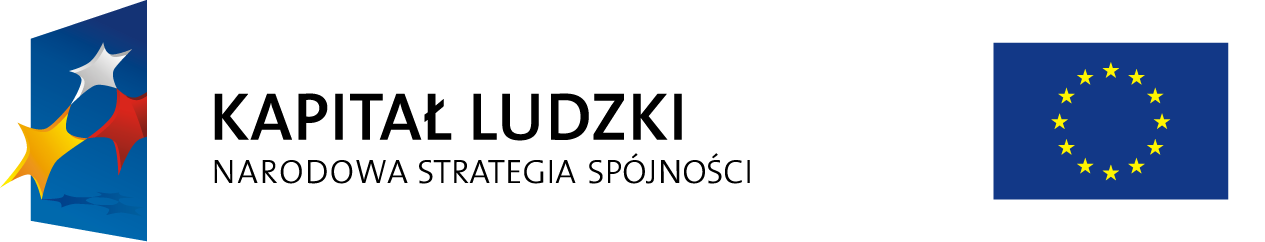 KAPITAŁ LUDZKI
NARODOWA STRATEGIA SPÓJNOŚCI